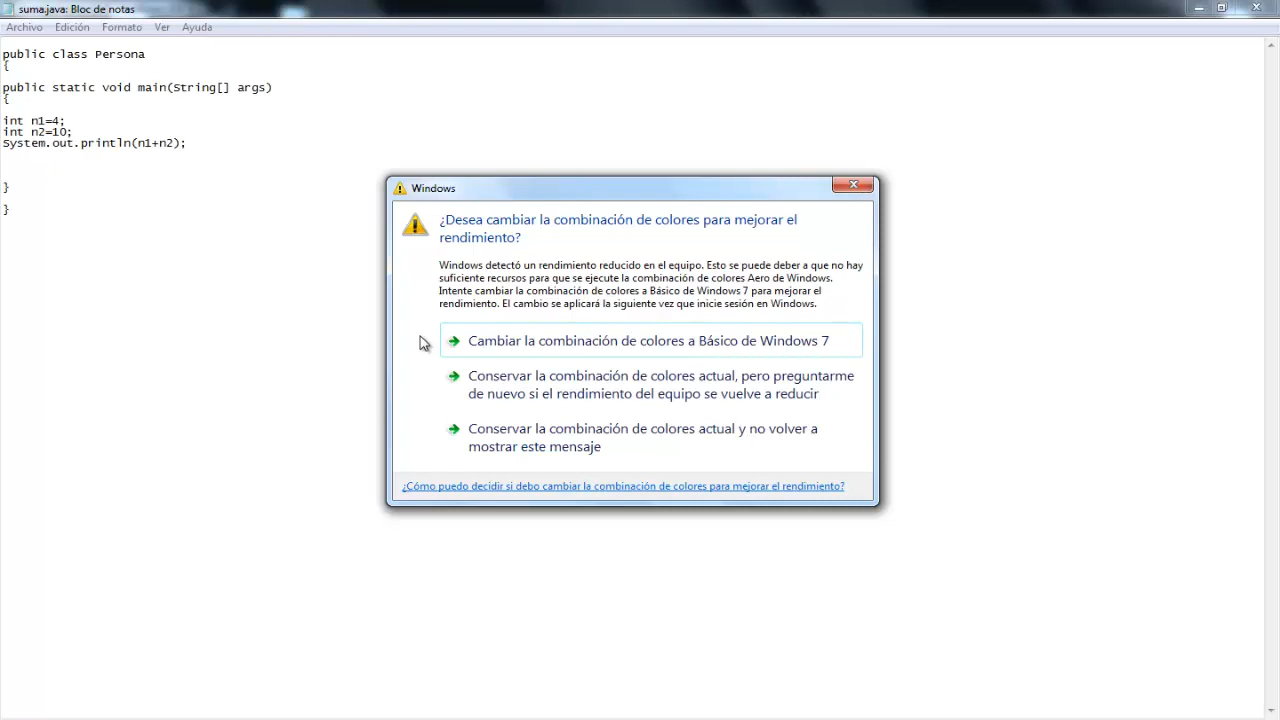 suma.java: Bloc de notas
Archivo Edición Formato Ver Ayuda
public class Persona
{
public static void main(String[] args)
{
int n1=4;
int n2=10;
System.out.println(n1+n2);
}
}
Windows
¿Desea cambiar la combinación de colores para mejorar el
rendimiento?
Windows detectó un rendimiento reducido en el equipo. Esto se puede deber a que no hay
suficiente recursos para que se ejecute la combinación de colores Aero de Windows.
Intente cambiar la combinación de colores a Básico de Windows 7 para mejorar el
rendimiento. El cambio se aplicará la siguiente vez que inicie sesión en Windows.
Cambiar la combinación de colores a Básico de Windows 7
Conservar la combinación de colores actual, pero preguntarme
de nuevo si el rendimiento del equipo se vuelve a reducir
Conservar la combinación de colores actual y no volver a
mostrar este mensaje
¿Cómo puedo decidir si debo cambiar la combinación de colores para mejorar el rendimiento?